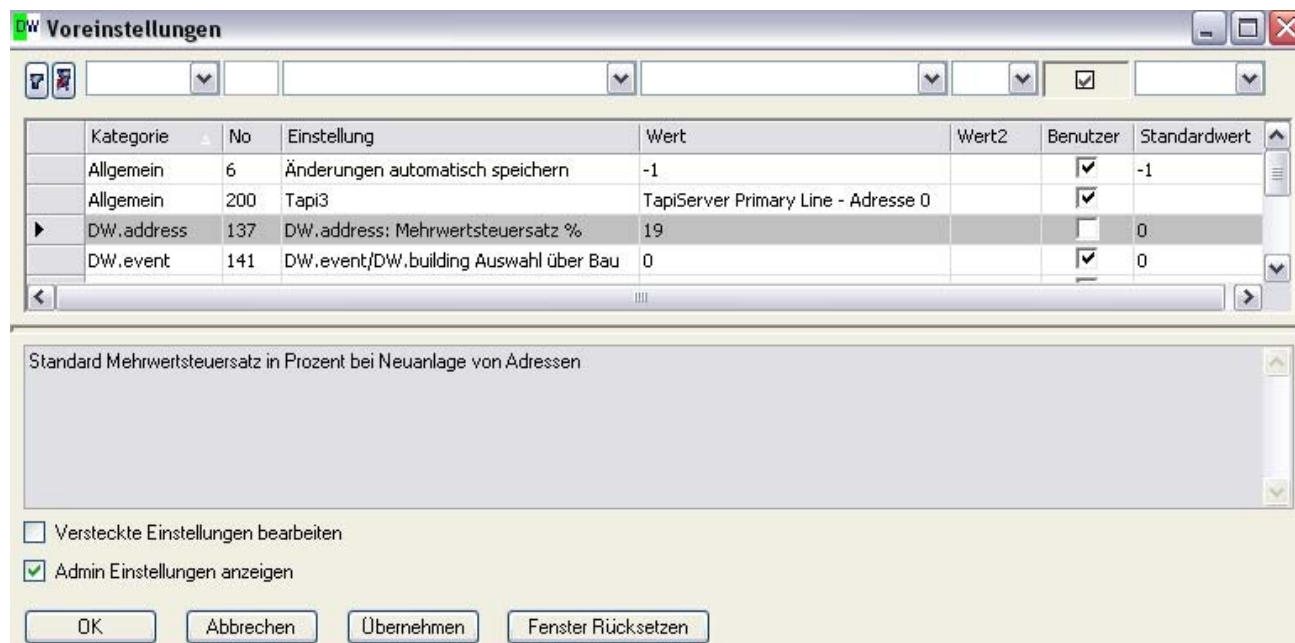 DW Voreinstellungen
Kategorie No Einstellung Wert Wert2 Benutzer Standardwert
Allgemein 6 Änderungen automatisch speichern -1 -1
Allgemein 200 Tapi3 TapiServer Primary Line - Adresse 0
DW.address 137 DW.address: Mehrwertsteuersatz % 19 0
DW.event 141 DW.event/DW.building Auswahl über Bau 0 0
Standard Mehrwertsteuersatz in Prozent bei Neuanlage von Adressen
Versteckte Einstellungen bearbeiten
Admin Einstellungen anzeigen
OK Abbrechen Übernehmen Fenster Rücksetzen